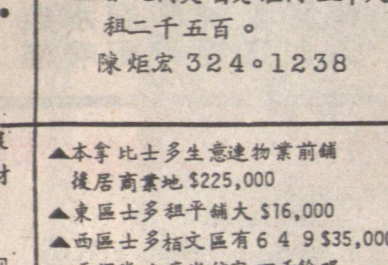 租二千五百。
陳炬宏 324。1238
▲本拿比士多生意連物業前鋪
後居商業地 $225,000
▲東區士多租平鋪大 $16,000
▲西區士多柏文區有 6 4 9 $35,000